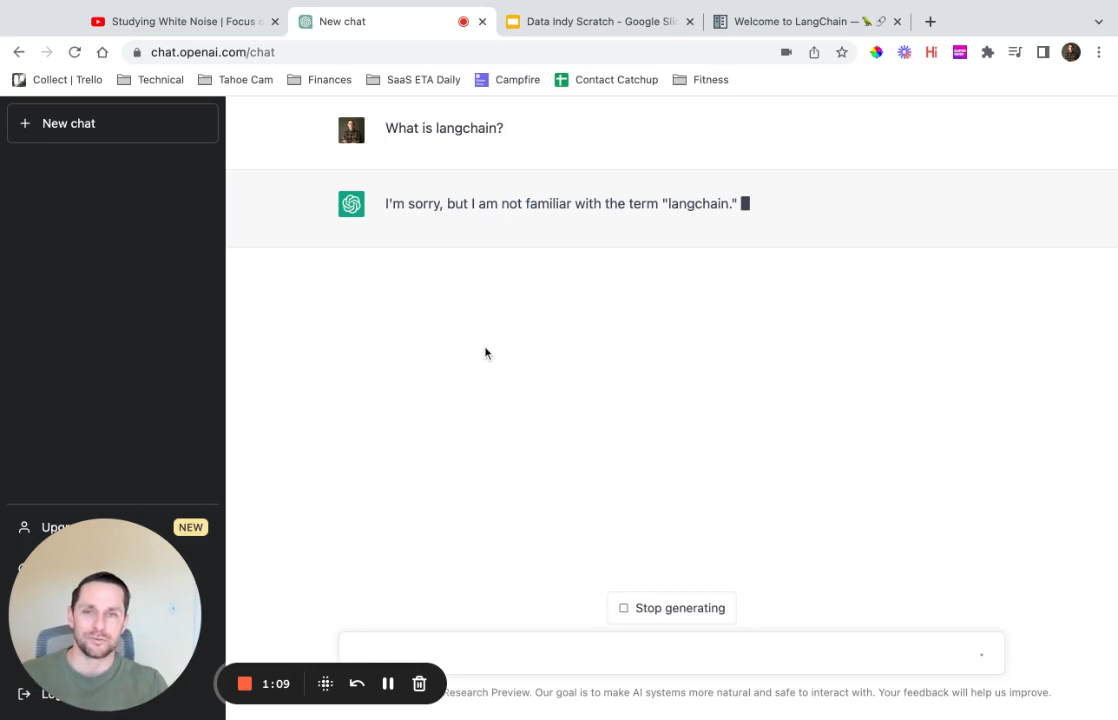 Studying White Noise | Focus
New chat
Data Indy Scratch - Google Slid
Welcome to LangChain —
chat.openai.com/chat
Collect | Trello
Technical
Tahoe Cam
Finances
SaaS ETA Daily
Campfire
Contact Catchup
Fitness
Hi
New chat
What is langchain?
I'm sorry, but I am not familiar with the term "langchain."
NEW
Stop generating
1:09
Research Preview. Our goal is to make AI systems more natural and safe to interact with. Your feedback will help us improve.